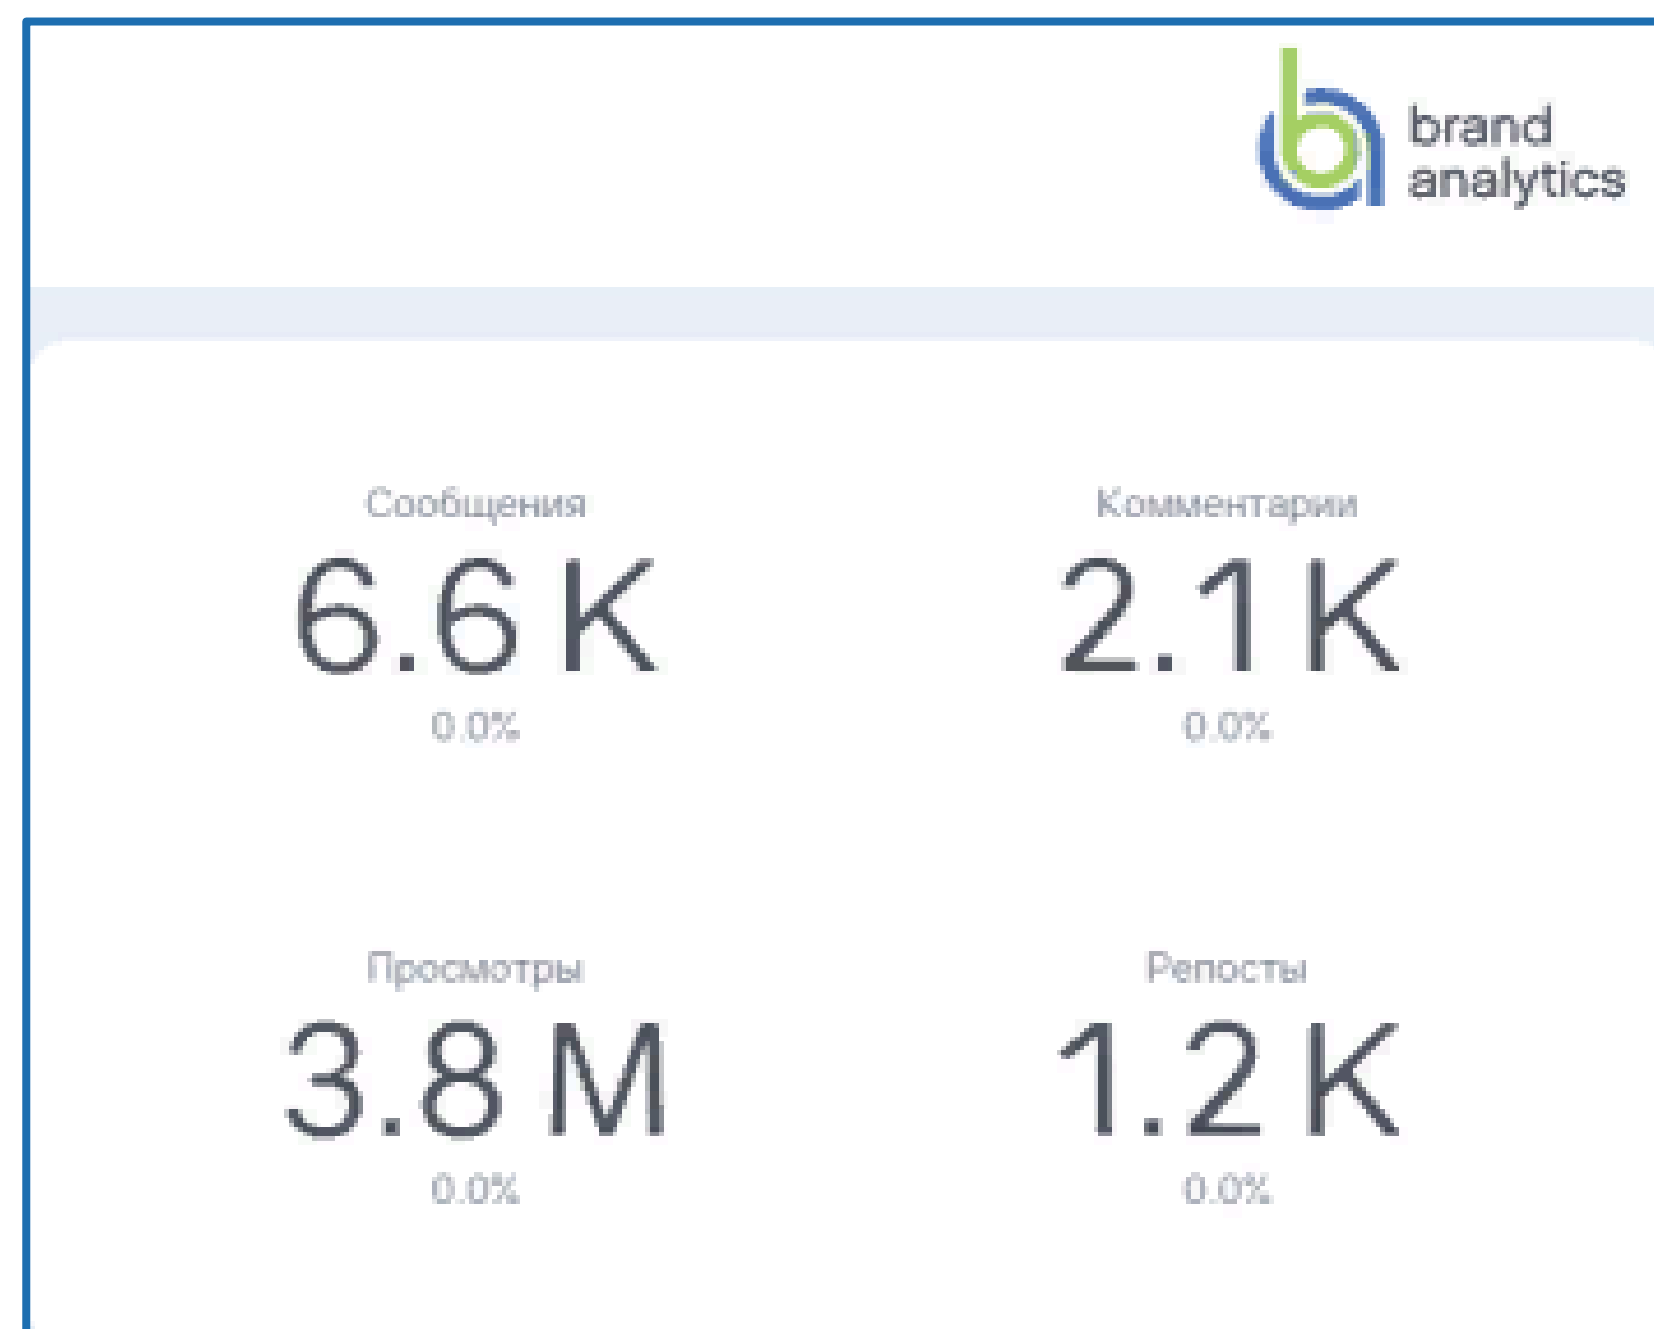 brand
analytics
Сообщения
6.6 K
0.0%
Комментарии
2.1 K
0.0%
Просмотры
3.8 M
0.0%
Репосты
1.2 K
0.0%